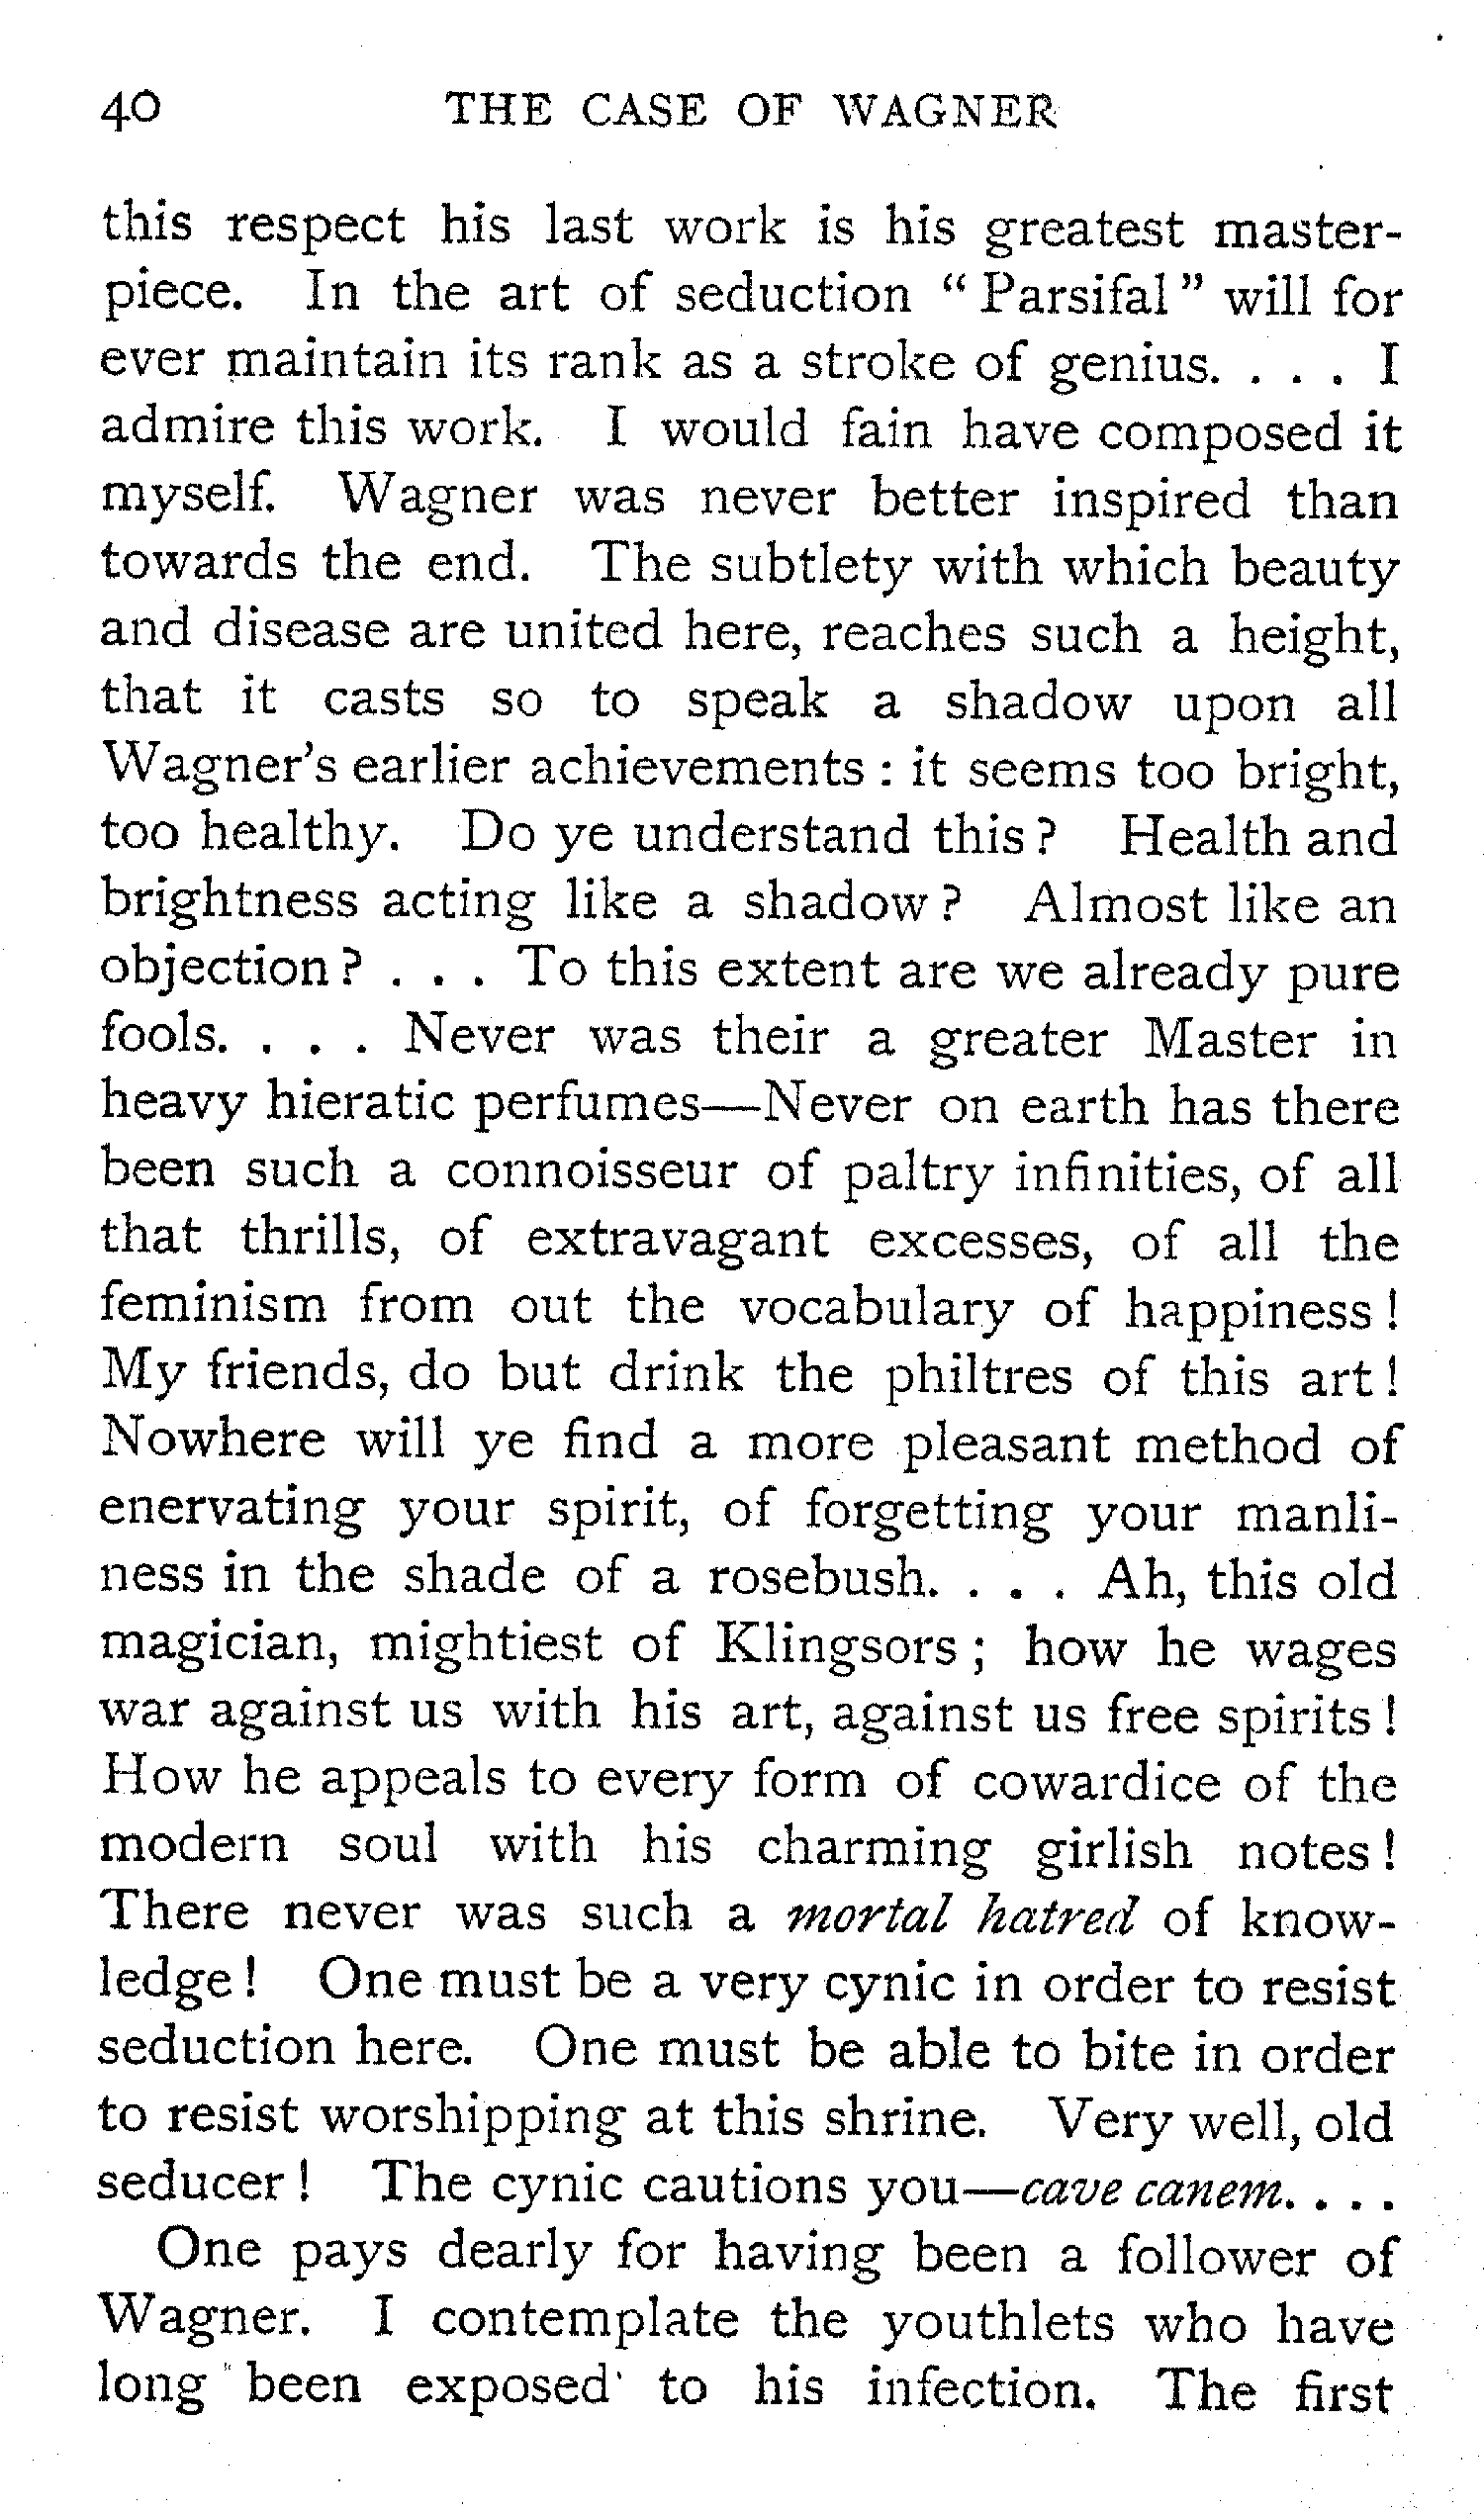 40 THE CASE OF WAGNER
this respect his last work is his greatest master-
piece. In the art of seduction “Parsifal” will for
ever maintain its rank as a stroke of genius. . . . I
admire this work. I would fain have composed it
myself. Wagner was never better inspired than
towards the end. The subtlety with which beauty
and disease are united here, reaches such a height,
that it casts so to speak a shadow upon all
Wagner's earlier achievements : it seems too bright,
too healthy. Do ye understand this ? Health and
brightness acting like a shadow ? Almost like an
objection ? . . . To this extent are we already pure
fools. . . . Never was their a greater Master in
heavy hieratic perfumes—Never on earth has there
been such a connoisseur of paltry infinities, of all
that thrills, of extravagant excesses, of all the
feminism from out the vocabulary of happiness !
My friends, do but drink the philtres of this art !
Nowhere will ye find a more pleasant method of
enervating your spirit, of forgetting your manli-
ness in the shade of a rosebush. . . . Ah, this old
magician, mightiest of Klingsors ; how he wages
war against us with his art, against us free spirits !
How he appeals to every form of cowardice of the
modern soul with his charming girlish notes !
There never was such a mortal hatred of know-
ledge ! One must be a very cynic in order to resist
seduction here. One must be able to bite in order
to resist worshipping at this shrine. Very well, old
seducer ! The cynic cautions you—cave canem. . . .
One pays dearly for having been a follower of
Wagner. I contemplate the youthlets who have
long been exposed to his infection. The first